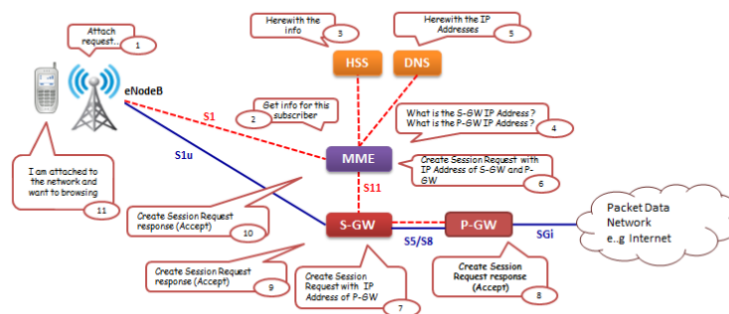 Attach
request...
1
Herewith the
info
3
Herewith the IP
Addresses
5
HSS
DNS
eNodeB
S1
Get info for this
subscriber
2
What is the S-GW IP Address ?
What is the P-GW IP Address ?
4
S1u
MME
Create Session Request with
IP Address of S-GW and P-
GW
6
I am attached to
the network and
want to browsing
11
S11
Create Session Request
response (Accept)
10
S-GW
P-GW
S5/S8
SGi
Packet Data
Network
e..g Internet
Create Session Request
response (Accept)
9
Create Session
Request with IP
Address of P-GW
7
Create Session
Request response
(Accept)
8